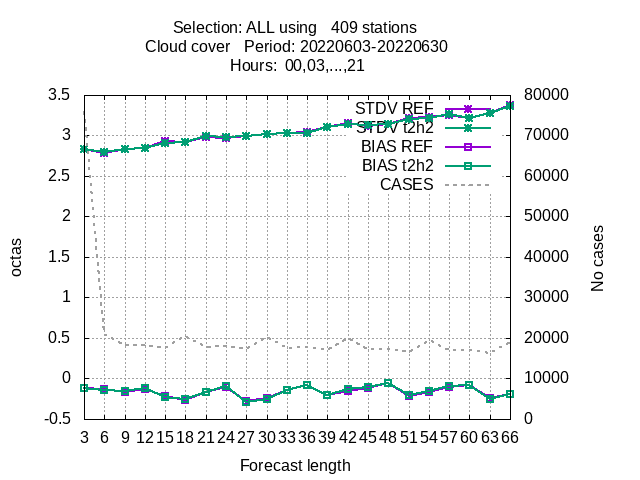 Selection: ALL using 409 stations
Cloud cover Period: 20220603-20220630
Hours: 00,03,...,21
3.5 80000
STDV REF
STDV t2h2
3 70000
BIAS REF
BIAS t2h2
2.5 60000
CASES
2 50000
octas
No cases
1.5 40000
1 30000
0.5 20000
0 10000
-0.5 0
3 6 9 12 15 18 21 24 27 30 33 36 39 42 45 48 51 54 57 60 63 66
Forecast length